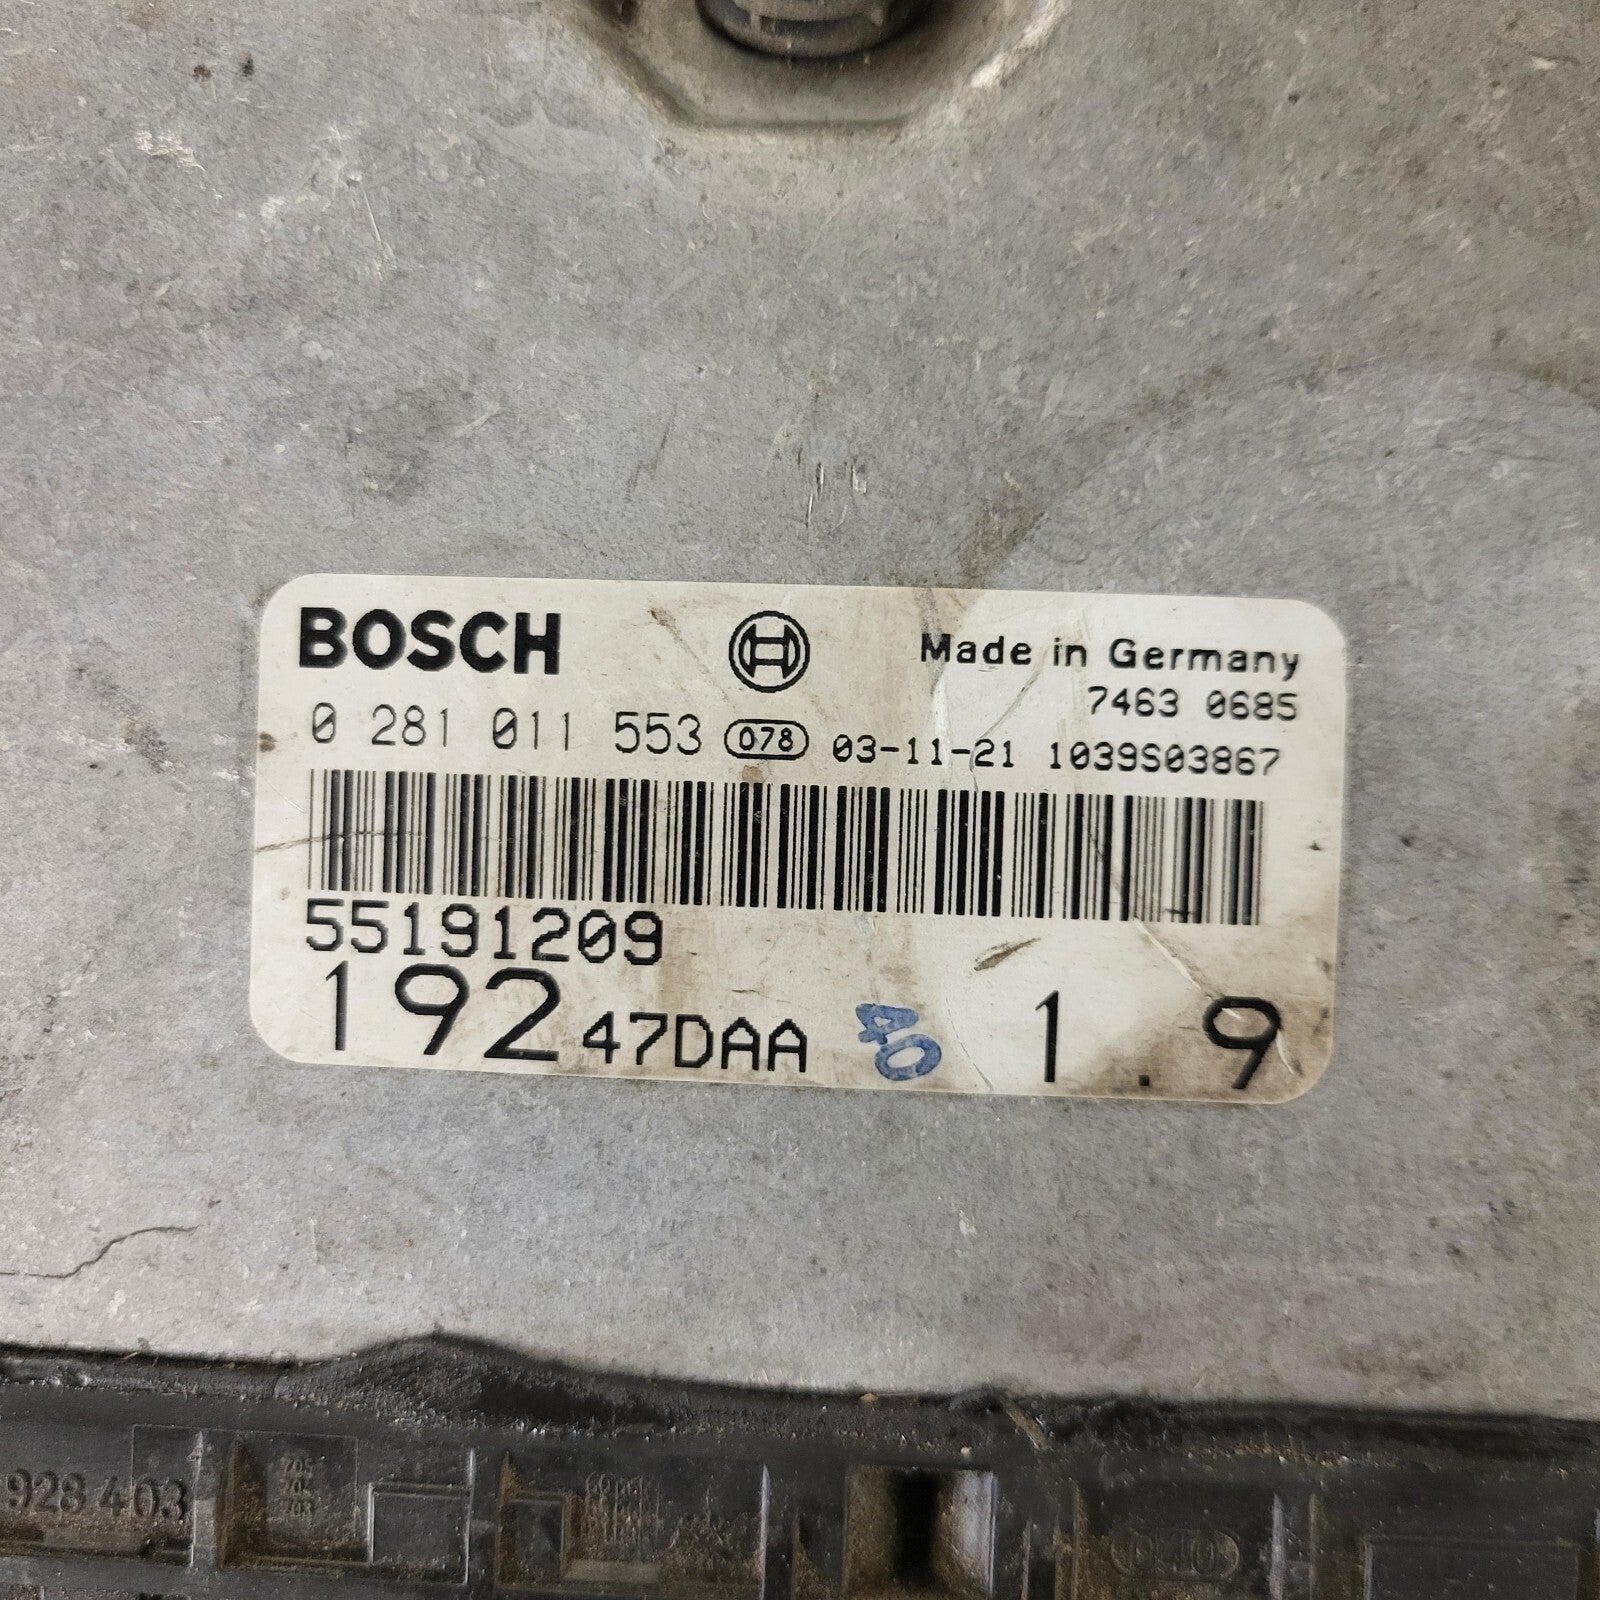 BOSCH Made in Germany
7463 0685
0 281 011 553 078 03-11-21 1039S03867
55191209
192 47DAA 40 1.9
928 403
040